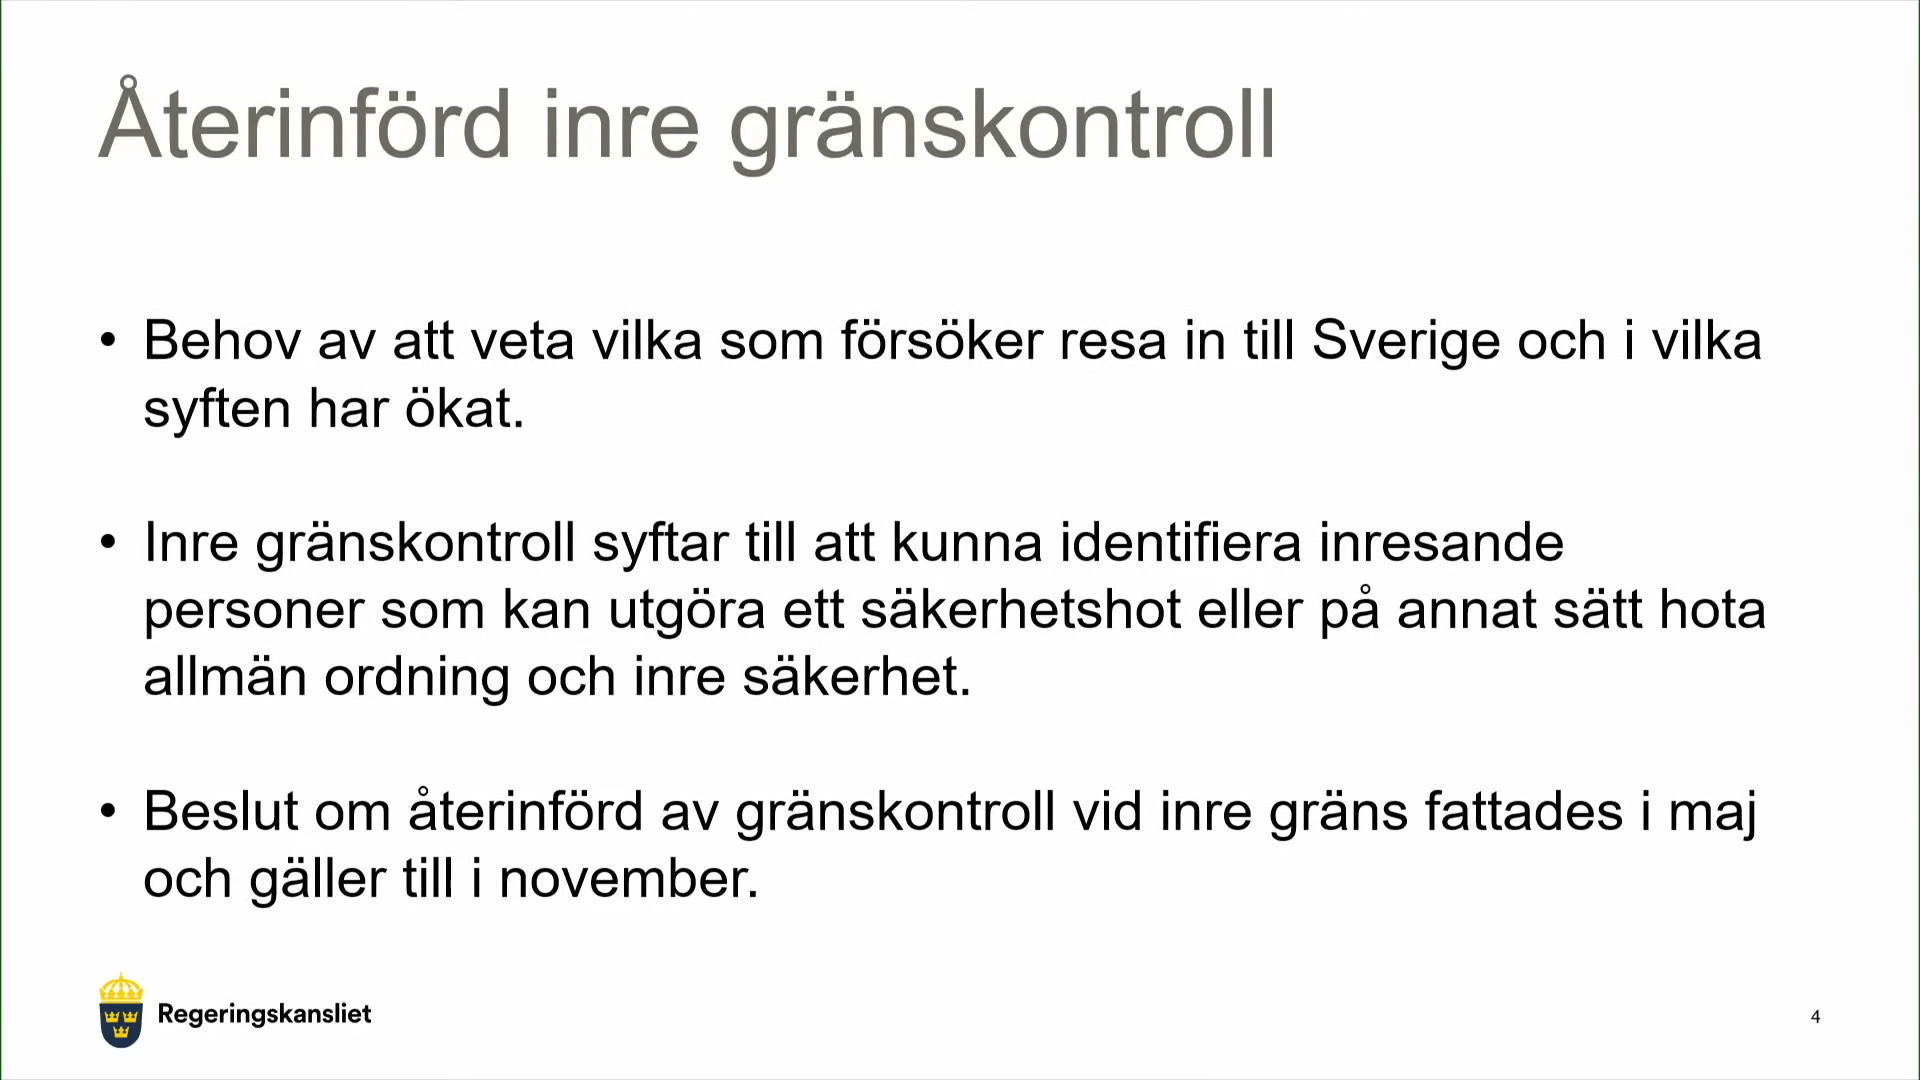 Återinförd inre gränskontroll
• Behov av att veta vilka som försöker resa in till Sverige och i vilka
syften har ökat.
• Inre gränskontroll syftar till att kunna identifiera inresande
personer som kan utgöra ett säkerhetshot eller på annat sätt hota
allmän ordning och inre säkerhet.
• Beslut om återinförd av gränskontroll vid inre gräns fattades i maj
och gäller till i november.
Regeringskansliet
4